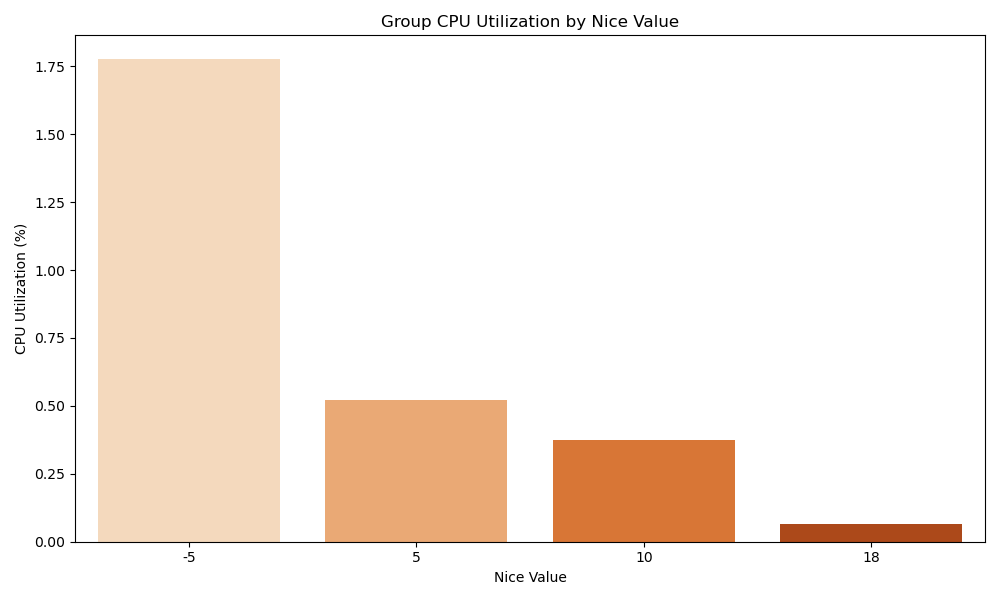 Group CPU Utilization by Nice Value
CPU Utilization (%)
1.75
1.50
1.25
1.00
0.75
0.50
0.25
0.00
-5 5 10 18
Nice Value